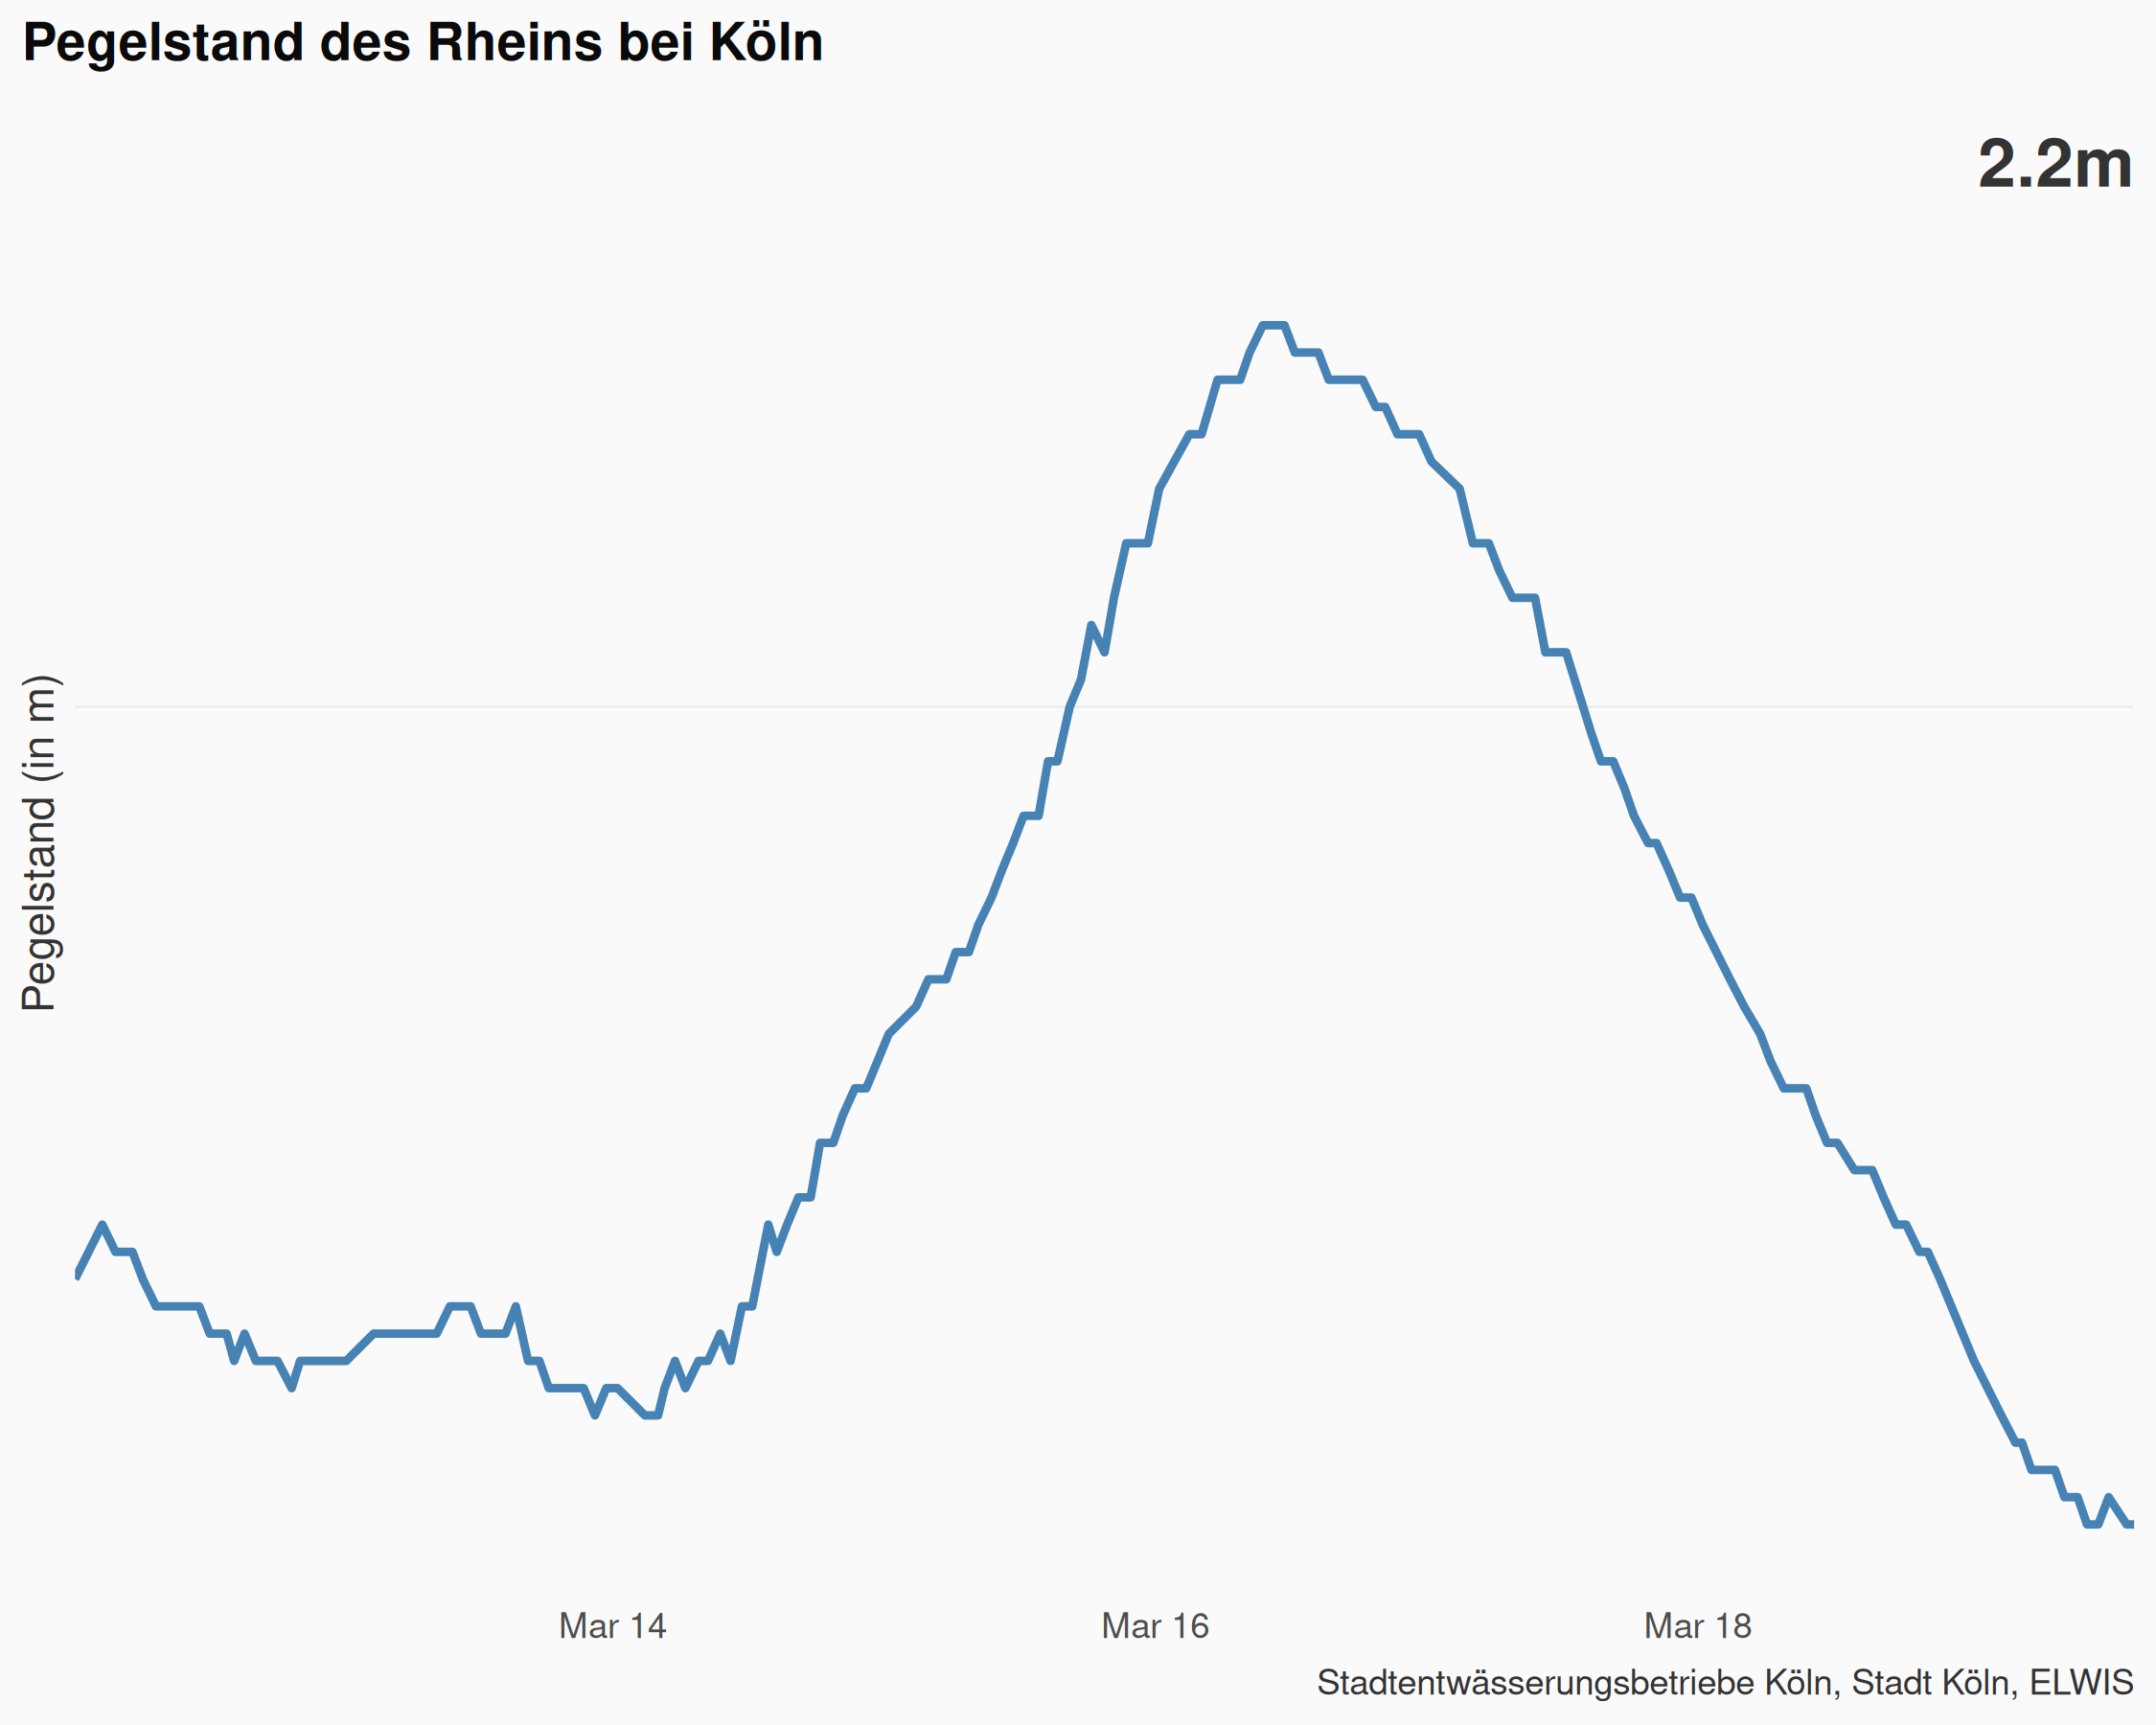 Pegelstand des Rheins bei Köln
2.2m
Pegelstand (in m)
Mar 14
Mar 16
Mar 18
Stadtentwässerungsbetriebe Köln, Stadt Köln, ELWIS